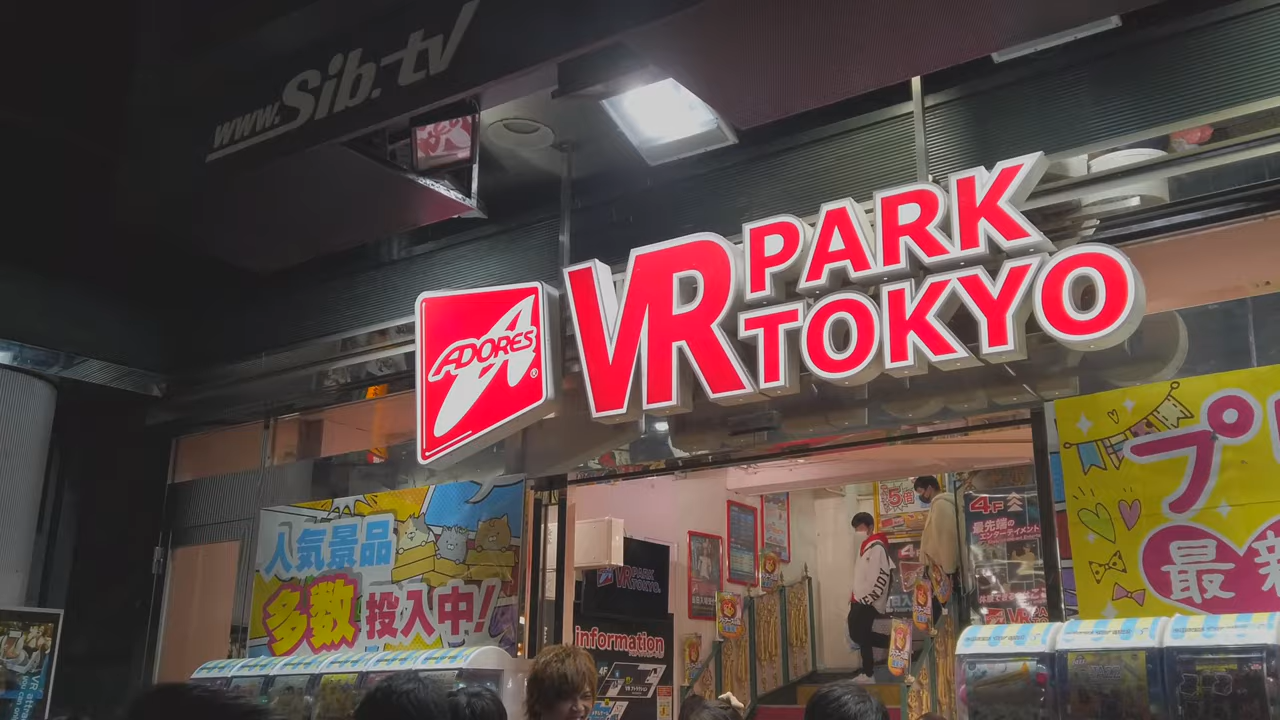 www.Sib.tv
ADORES
VR PARK
TOKYO
人気景品
多数投入中!
VR PARK
TOKYO
information
ENJOY
4F
最先端の
エンターテイメント
プ
最新